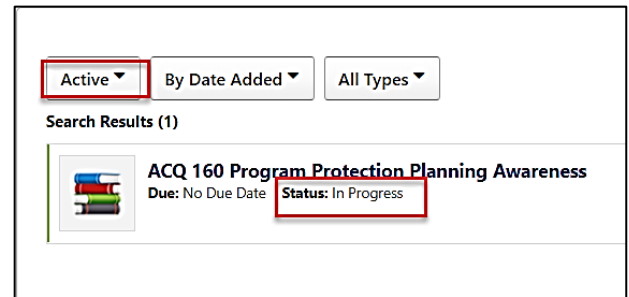 Active By Date Added All Types
Search Results (1)
ACQ 160 Program Protection Planning Awareness
Due: No Due Date Status: In Progress